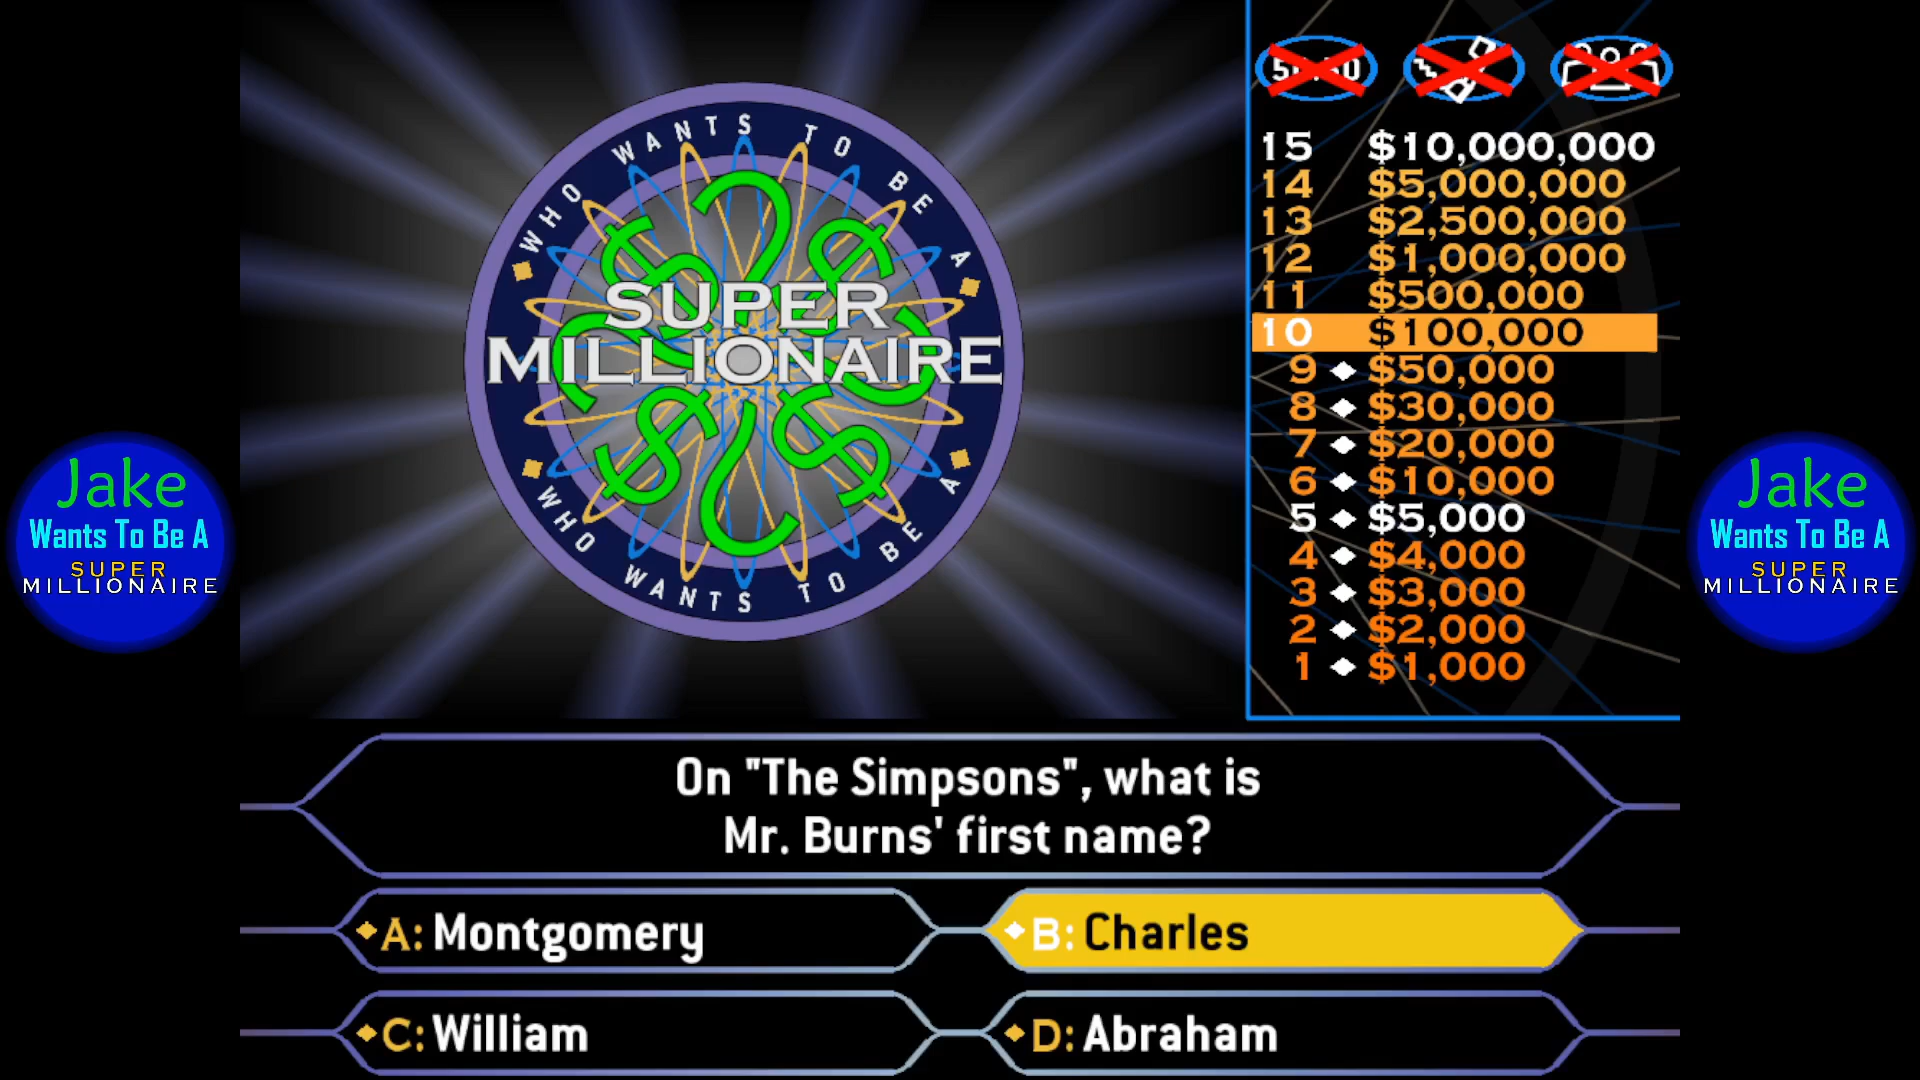 WHO WANTS TO BE A
SUPER
MILLIONAIRE
WHO WANTS TO BE A
15 $10,000,000
14 $5,000,000
13 $2,500,000
12 $1,000,000
11 $500,000
10 $100,000
9 $50,000
8 $30,000
7 $20,000
6 $10,000
5 $5,000
4 $4,000
3 $3,000
2 $2,000
1 $1,000
Jake
Wants To Be A
SUPER
MILLIONAIRE
Jake
Wants To Be A
SUPER
MILLIONAIRE
On "The Simpsons", what is
Mr. Burns' first name?
A: Montgomery
B: Charles
C: William
D: Abraham